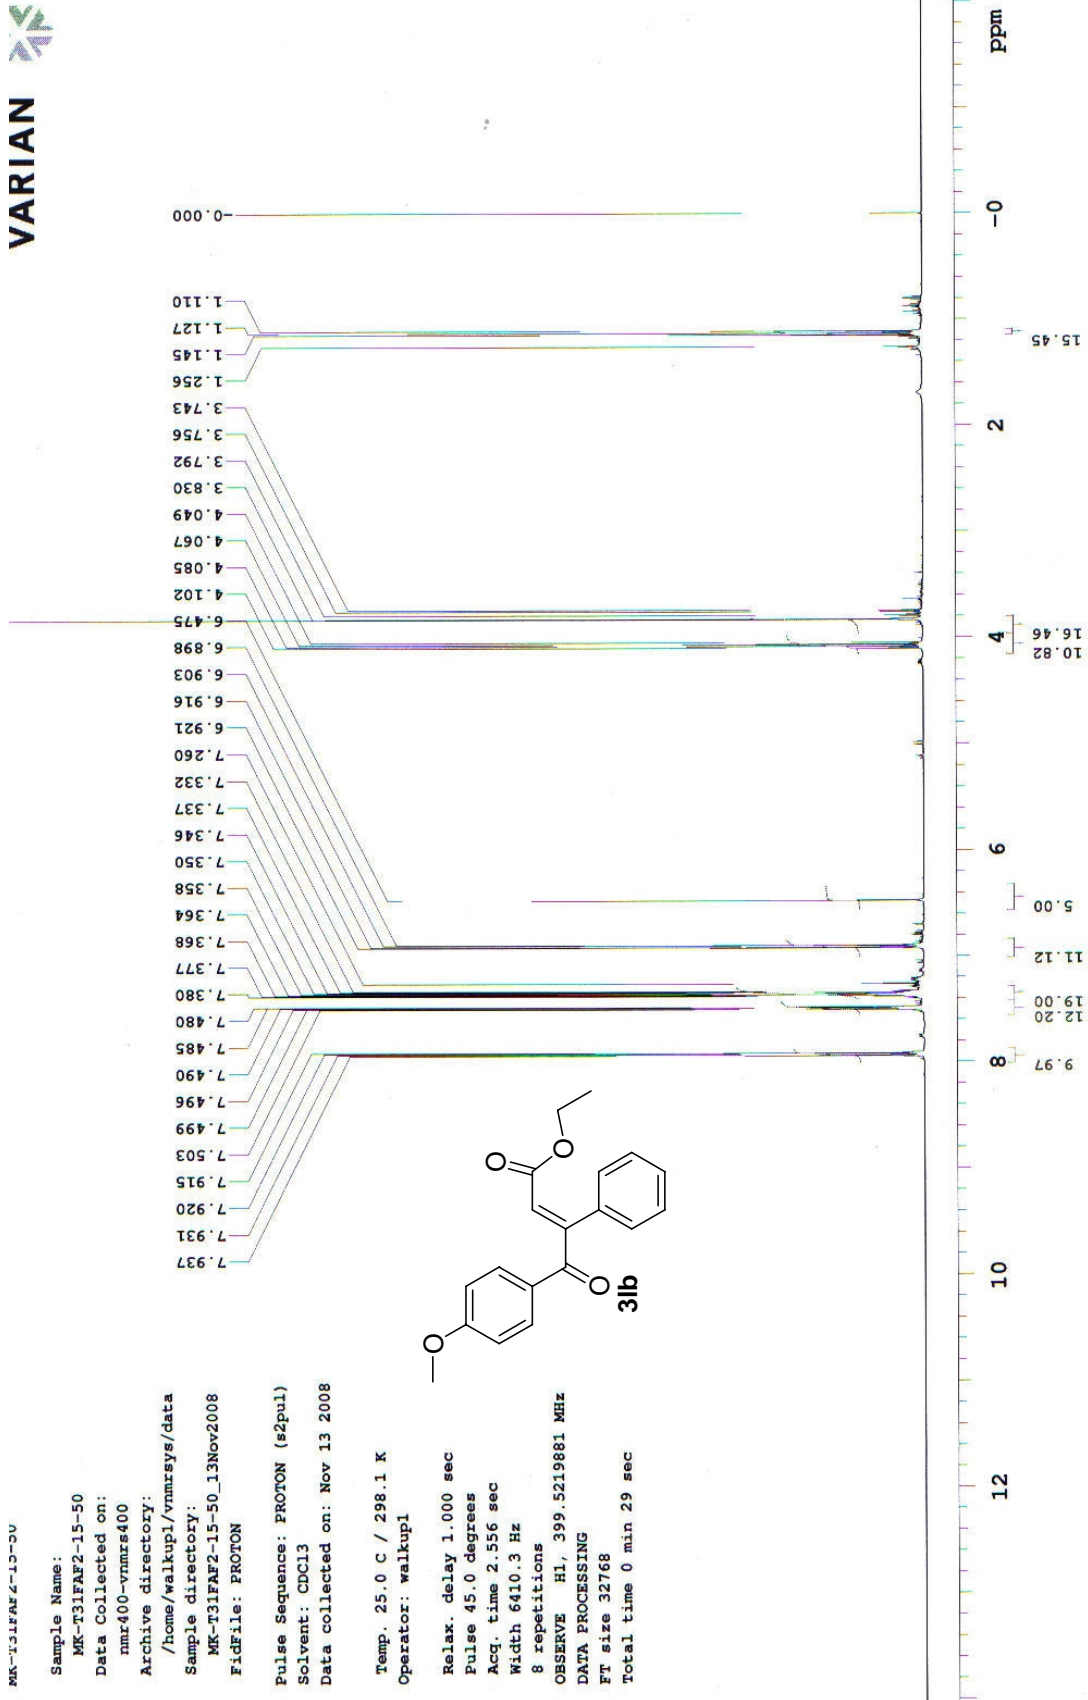 MK-T31FAF2-15-50
Sample Name:
MK-T31FAF2-15-50
Data Collected on:
nmr400-vnmrs400
Archive directory:
/home/walkup1/vnmrsys/data
Sample directory:
MK-T31FAF2-15-50_13Nov2008
FidFile: PROTON
Pulse Sequence: PROTON (s2pul)
Solvent: CDCl3
Data collected on: Nov 13 2008
Temp. 25.0 C / 298.1 K
Operator: walkup1
Relax. delay 1.000 sec
Pulse 45.0 degrees
Acq. time 2.556 sec
Width 6410.3 Hz
8 repetitions
OBSERVE H1, 399.5219881 MHz
DATA PROCESSING
FT size 32768
Total time 0 min 29 sec
VARIAN
7.937
7.931
7.920
7.915
7.503
7.499
7.496
7.490
7.485
7.480
7.380
7.377
7.368
7.364
7.358
7.350
7.346
7.337
7.332
7.260
6.921
6.916
6.903
6.898
6.475
4.102
4.085
4.067
4.049
3.830
3.792
3.756
3.743
1.256
1.145
1.127
1.110
-0.000
O
O
O
O
3lb
12
10
8
6
4
2
-0
ppm
9.97
12.20
19.00
11.12
5.00
10.82
16.46
15.45